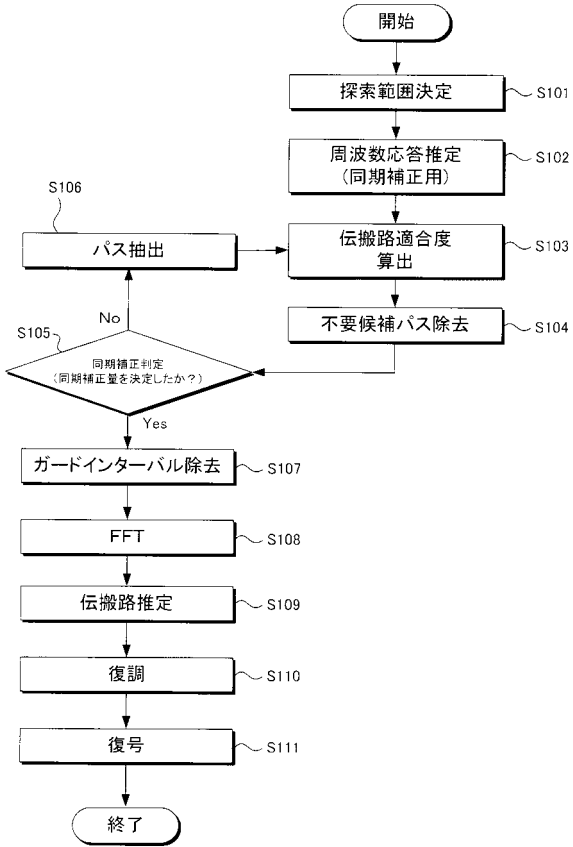 開始
探索範囲決定
S101
周波数応答推定
(同期補正用)
S102
伝搬路適合度
算出
S103
不要候補パス除去
S104
同期補正判定
(同期補正量を決定したか？)
S105
No
Yes
パス抽出
S106
ガードインターバル除去
S107
FFT
S108
伝搬路推定
S109
復調
S110
復号
S111
終了